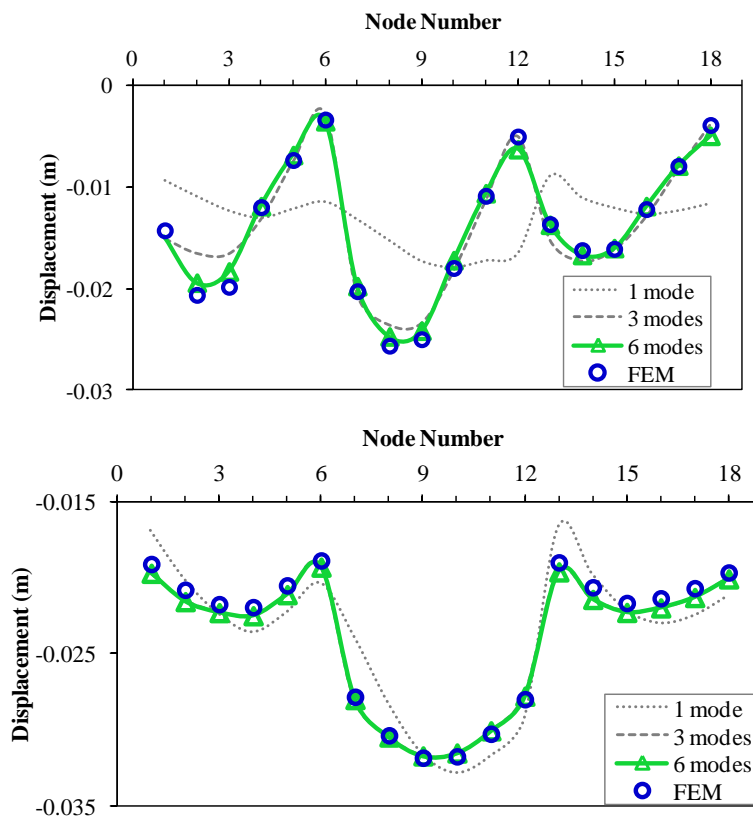 Node Number
0 3 6 9 12 15 18
0
-0.01
-0.02
-0.03
Displacement (m)
1 mode
3 modes
6 modes
FEM
Node Number
0 3 6 9 12 15 18
-0.015
-0.025
-0.035
Displacement (m)
1 mode
3 modes
6 modes
FEM